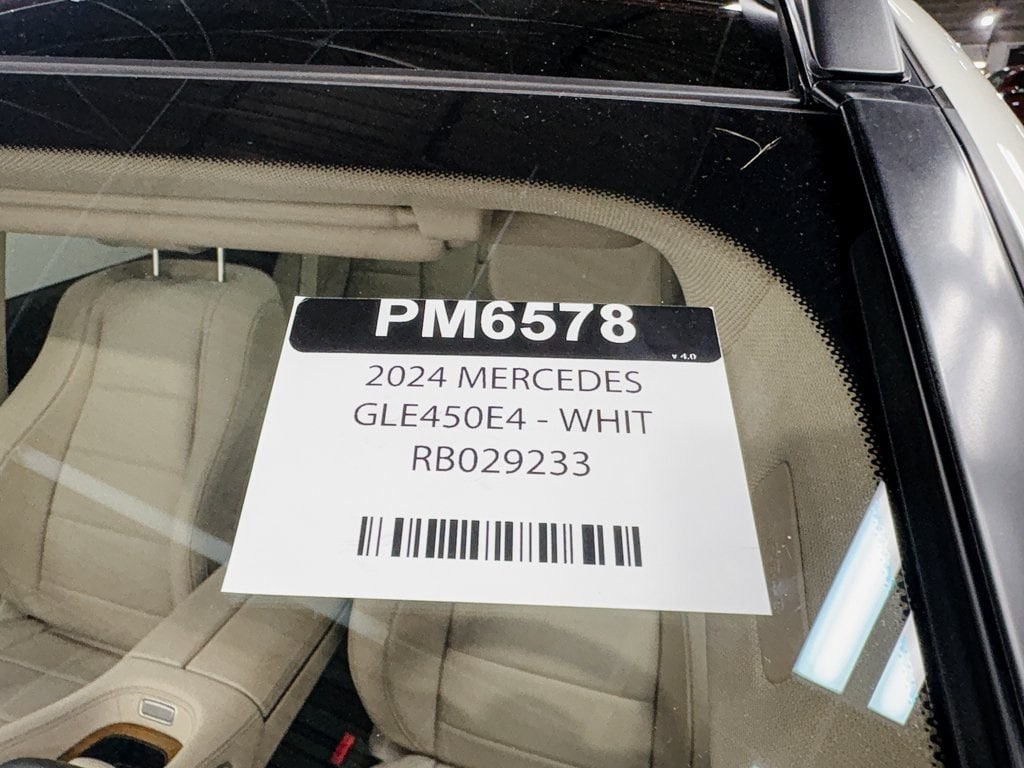 PM6578
v 4.0
2024 MERCEDES
GLE450E4 - WHIT
RB029233